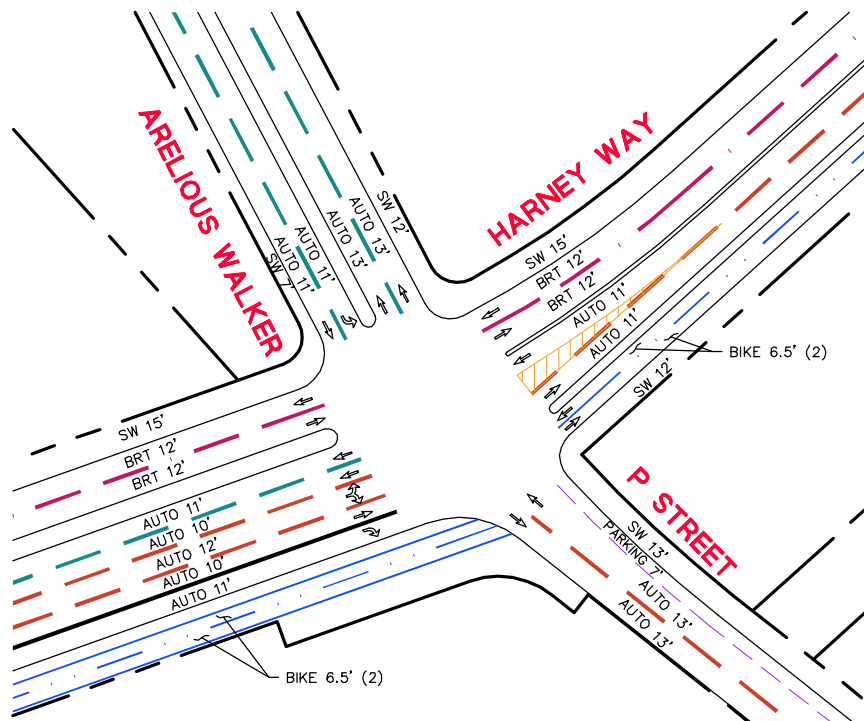 ARELIOUS WALKER
SW 7'
AUTO 11'
AUTO 11'
AUTO 13'
AUTO 13'
SW 12'
HARNEY WAY
SW 15'
BRT 12'
BRT 12'
AUTO 11'
AUTO 11'
BIKE 6.5' (2)
SW 12'
SW 15'
BRT 12'
BRT 12'
AUTO 11'
AUTO 10'
AUTO 12'
AUTO 10'
AUTO 11'
BIKE 6.5' (2)
P STREET
SW 13'
PARKING 7'
AUTO 13'
AUTO 13'